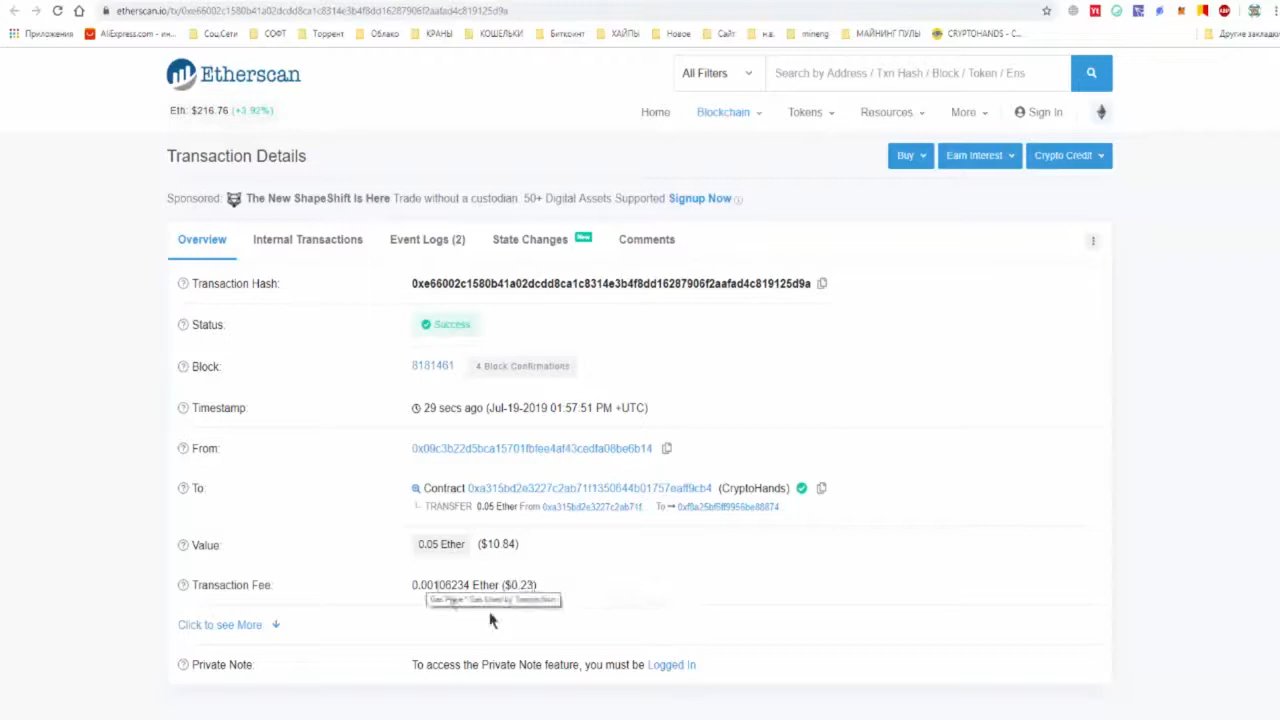 etherscan.io/tx/0xe66002c1580b41a02dcdd8ca1c8314e3b4f8dd16287906f2aafad4c819125d9a
Приложения AliExpress.com - ин... Соц.Сети СОФТ Торрент Облако КРАНЫ КОШЕЛЬКИ Биткоинт ХАЙПЫ Новое Сайт н.в. mineng МАЙНИНГ ПУЛЫ CRYPTOHANDS - C... Другие закладки
Etherscan
All Filters Search by Address / Txn Hash / Block / Token / Ens
Eth: $216.76 (+3.92%)
Home Blockchain Tokens Resources More Sign In
Transaction Details
Buy Earn Interest Crypto Credit
Sponsored: The New ShapeShift Is Here Trade without a custodian. 50+ Digital Assets Supported Signup Now
Overview Internal Transactions Event Logs (2) State Changes New Comments
Transaction Hash: 0xe66002c1580b41a02dcdd8ca1c8314e3b4f8dd16287906f2aafad4c819125d9a
Status: Success
Block: 8181461 4 Block Confirmations
Timestamp: 29 secs ago (Jul-19-2019 01:57:51 PM +UTC)
From: 0x09c3b22d5bca15701fbfee4af43cedfa08be6b14
To: Contract 0xa315bd2e3227c2ab71f1350644b01757eaff9cb4 (CryptoHands)
TRANSFER 0.05 Ether From 0xa315bd2e3227c2ab71f... To → 0xf8a25bf6ff9956be88874...
Value: 0.05 Ether ($10.84)
Transaction Fee: 0.00106234 Ether ($0.23)
Gas Price * Gas Used by Transaction
Click to see More
Private Note: To access the Private Note feature, you must be Logged In